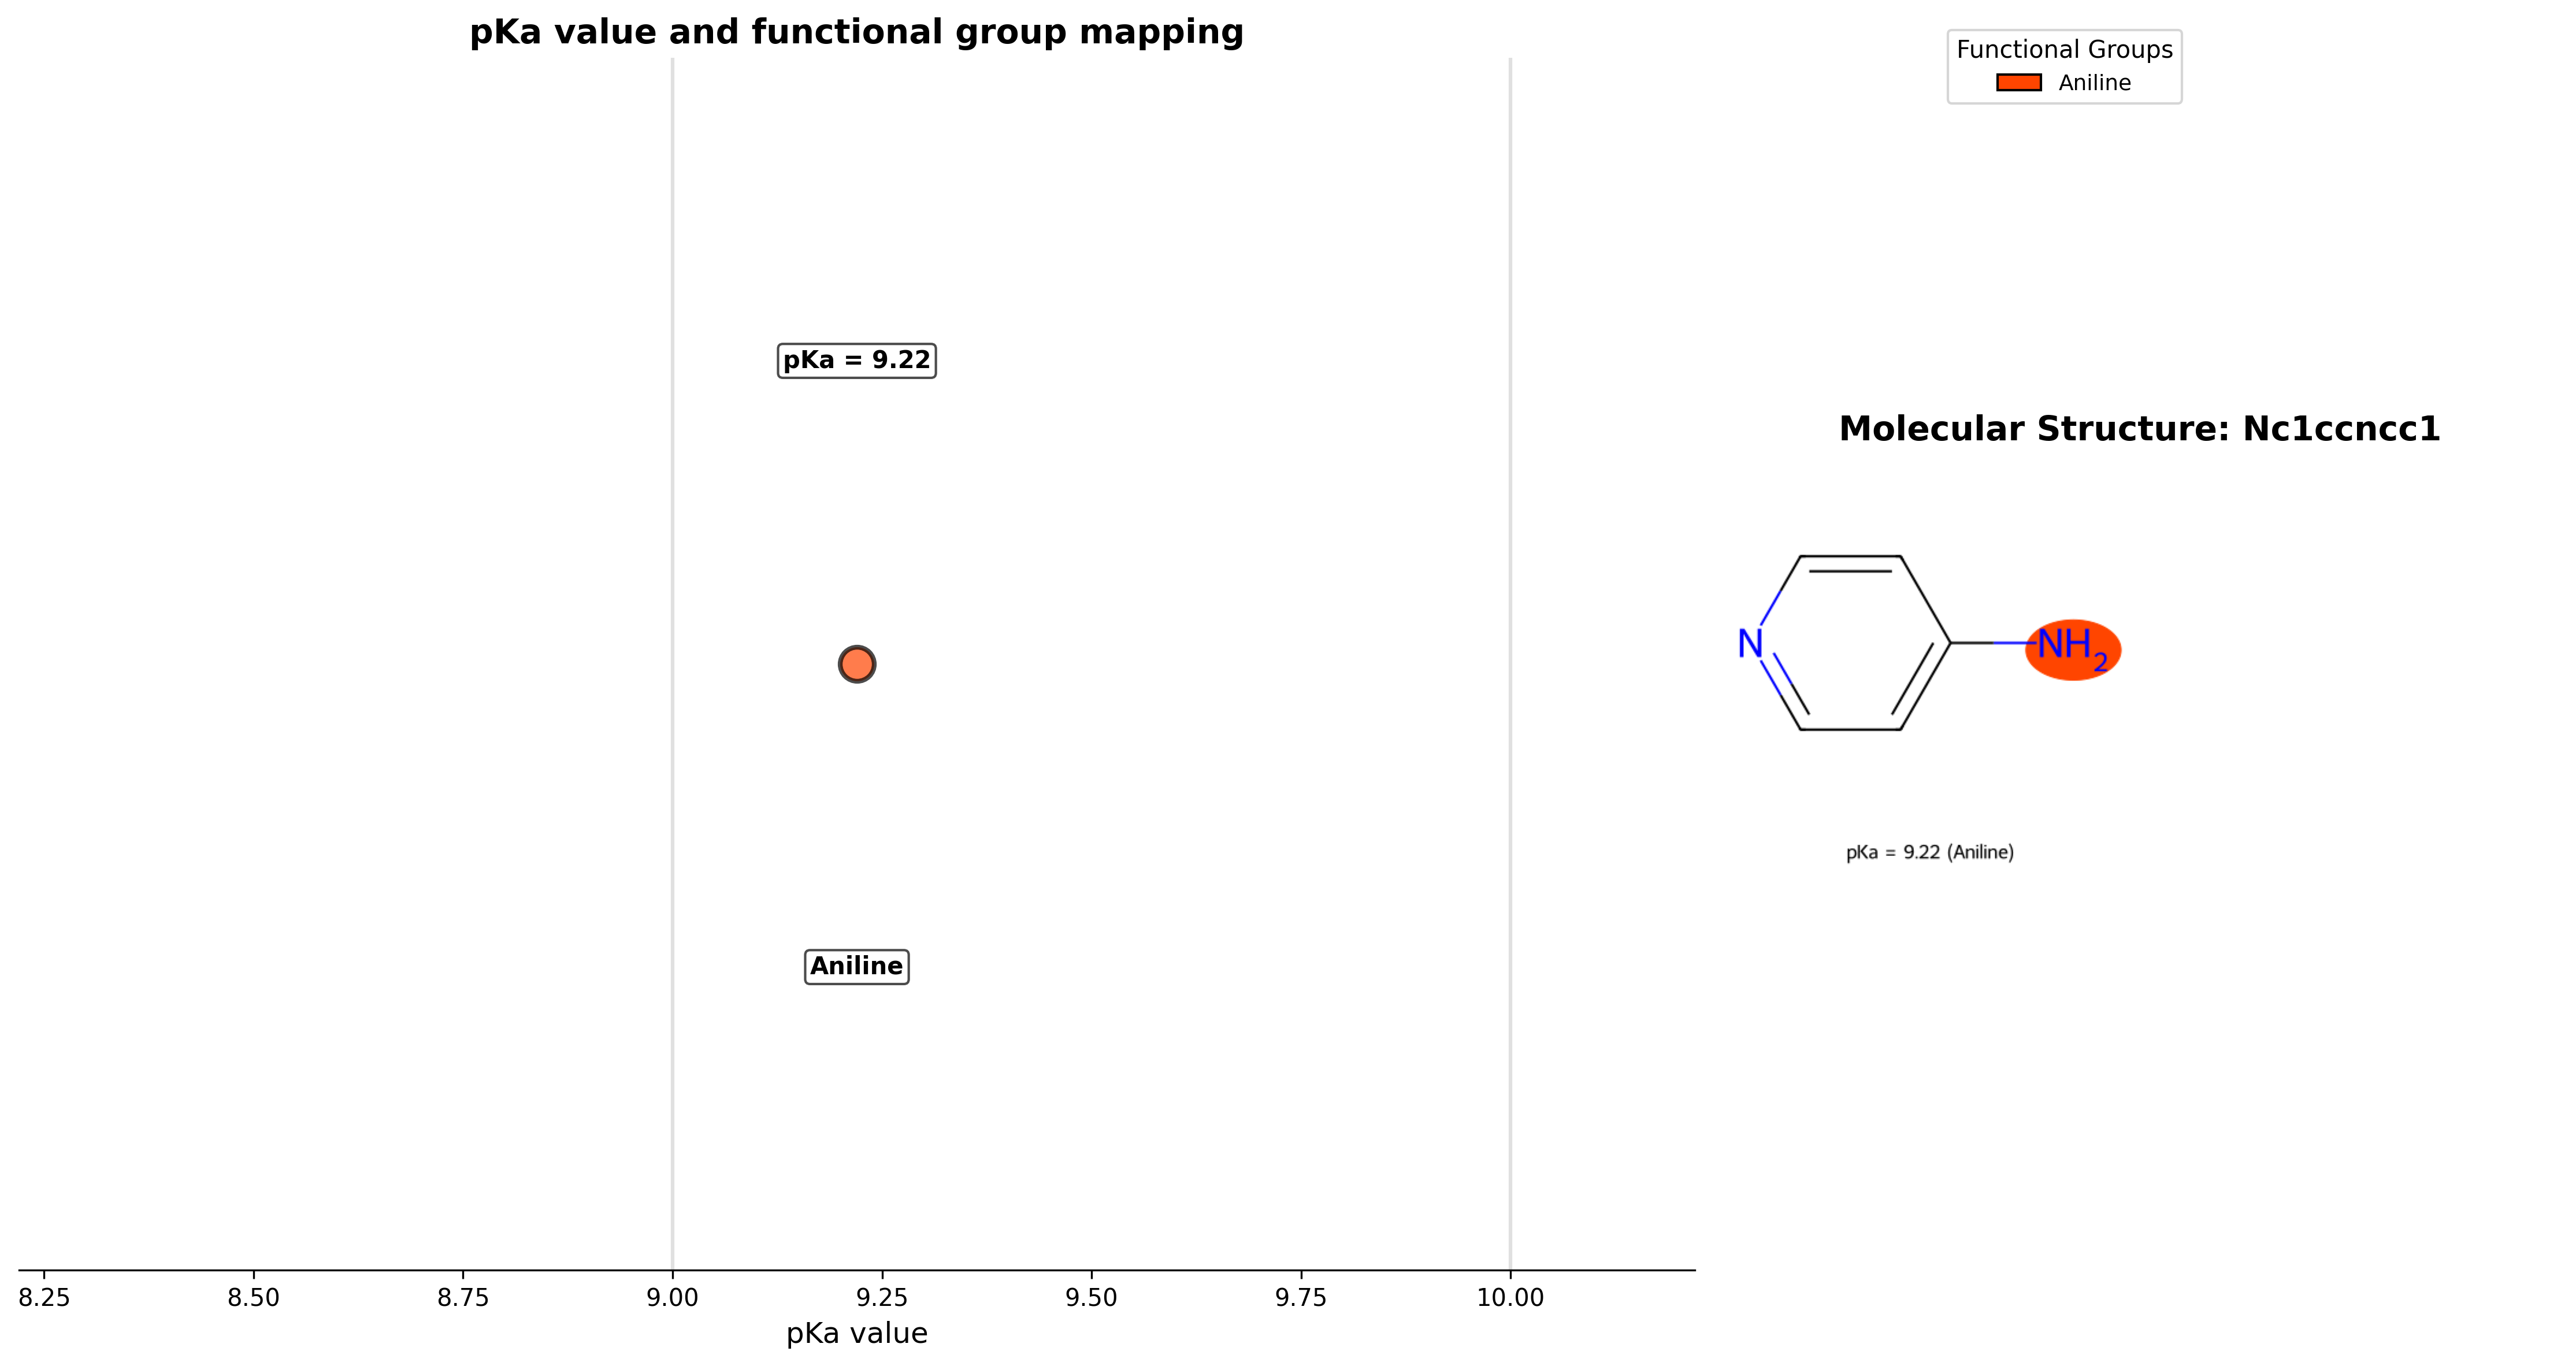 pKa value and functional group mapping
Functional Groups
Aniline
pKa = 9.22
Molecular Structure: Nc1ccncc1
N
NH2
pKa = 9.22 (Aniline)
Aniline
8.25 8.50 8.75 9.00 9.25 9.50 9.75 10.00
pKa value